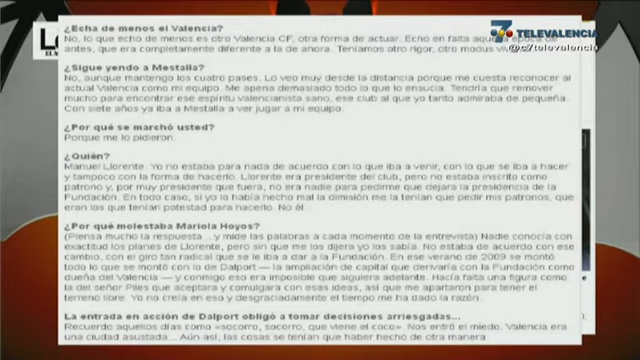 ¿Echa de menos el Valencia?
No, lo que echo de menos es otro Valencia CF, otra forma de actuar. Echo en falta aquella época de
antes, que era completamente diferente a la de ahora. Teníamos otro rigor, otro modus
7 TELEVALENCIA
@c7televalencia
¿Sigue yendo a Mestalla?
No, aunque mantengo los cuatro pases. Lo veo muy desde la distancia porque me cuesta reconocer al
actual Valencia como mi equipo. Me apena demasiado todo lo que lo ensucia. Tendría que remover
mucho para encontrar ese espíritu valencianista sano, ese club al que yo tanto admiraba de pequeña.
Con siete años ya iba a Mestalla a ver jugar a mi equipo.
¿Por qué se marchó usted?
Porque me lo pidieron.
¿Quién?
Manuel Llorente. Yo no estaba para nada de acuerdo con lo que iba a venir, con lo que se iba a hacer
y tampoco con la forma de hacerlo. Llorente era presidente del club, pero no estaba inscrito como
patrono y, por muy presidente que fuera, no era nadie para pedirme que dejara la presidencia de la
Fundación. En todo caso, si yo lo había hecho mal la dimisión me la tenían que pedir mis patronos, que
eran los que tenían potestad para hacerlo. No él.
¿Por qué molestaba Mariola Hoyos?
(Piensa mucho la respuesta ...y mide las palabras a cada momento de la entrevista) Nadie conocía con
exactitud los planes de Llorente, pero sin que me los dijera yo los sabía. No estaba de acuerdo con ese
cambio, con el giro tan radical que se le iba a dar a la Fundación. En ese verano de 2009 se montó
todo lo que se montó con lo de Dalport — la ampliación de capital que derivaría con la Fundación como
dueña del Valencia — y conmigo eso era imposible que siguiera adelante. Hacía falta una figura como
la del señor Piles que aceptara y comulgara con esas ideas, así que me apartaron para tener el
terreno libre. Yo no creía en eso y desgraciadamente el tiempo me ha dado la razón.
La entrada en acción de Dalport obligó a tomar decisiones arriesgadas...
Recuerdo aquellos días como «socorro, socorro, que viene el coco». Nos entró el miedo. Valencia era
una ciudad asustada... Aún así, las cosas se tenían que haber hecho de otra manera.